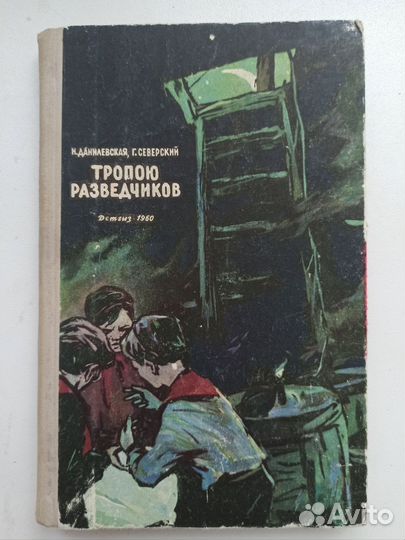 Н. ДАНИЛЕВСКАЯ, Г. СЕВЕРСКИЙ
ТРОПОЮ
РАЗВЕДЧИКОВ
Детгиз · 1960
Avito